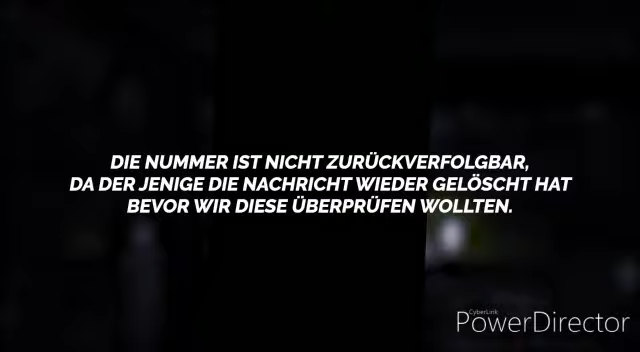 DIE NUMMER IST NICHT ZURÜCKVERFOLGBAR,
DA DER JENIGE DIE NACHRICHT WIEDER GELÖSCHT HAT
BEVOR WIR DIESE ÜBERPRÜFEN WOLLTEN.
CyberLink
PowerDirector